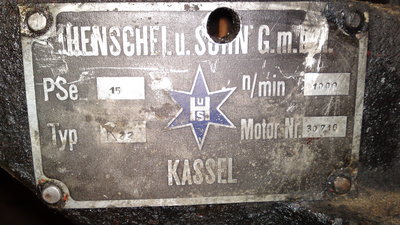 HENSCHEL u. SOHN G.m.b.H.
PSe 15 n/min 1000
H u S
Typ Motor Nr. 30710
KASSEL